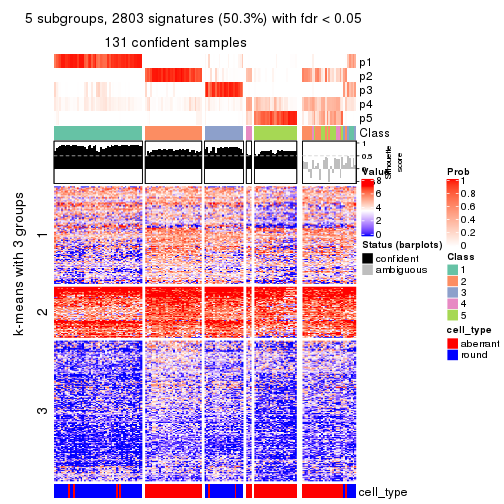 5 subgroups, 2803 signatures (50.3%) with fdr < 0.05
131 confident samples
p1
p2
p3
p4
p5
Class
1
0.5
0
Silhouette
score
k-means with 3 groups
1
2
3
cell_type
Value
8
6
4
2
0
Status (barplots)
confident
ambiguous
Prob
1
0.8
0.6
0.4
0.2
0
Class
1
2
3
4
5
cell_type
aberrant
round